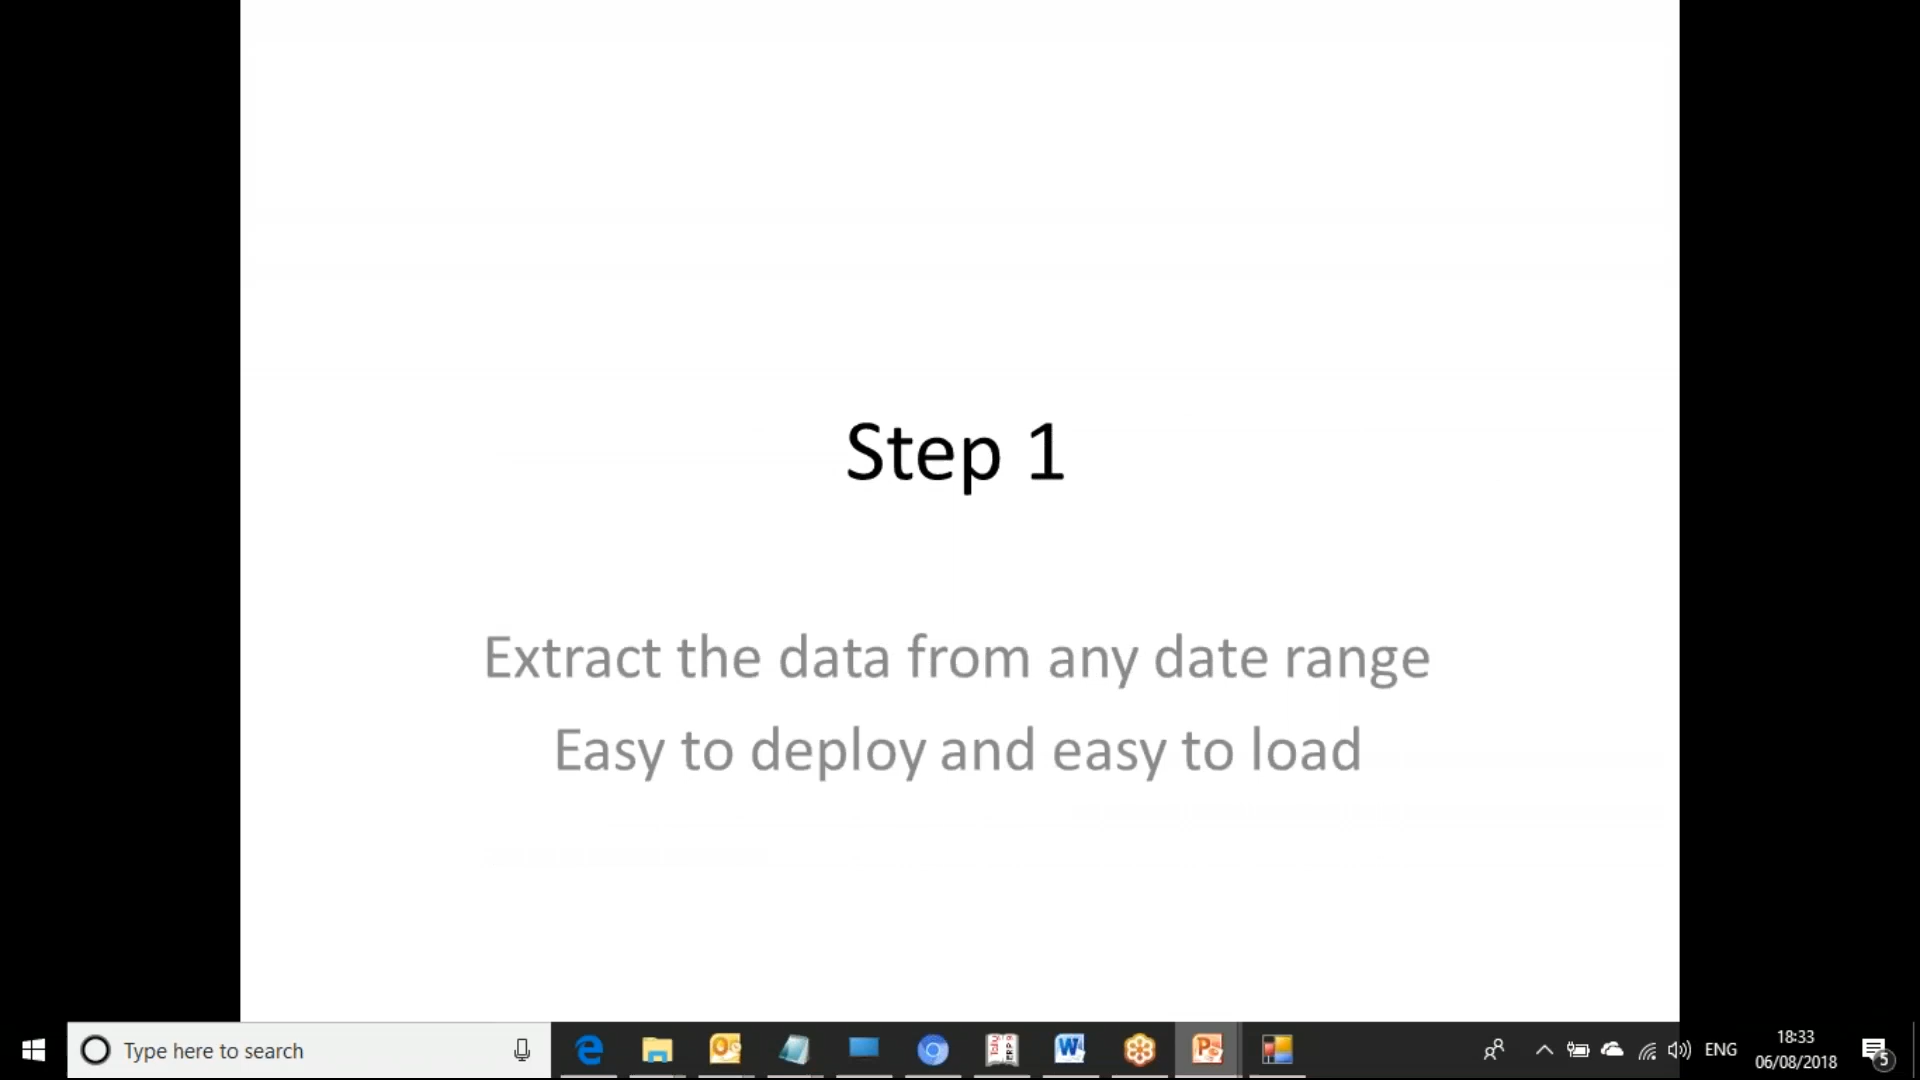 Step 1
Extract the data from any date range
Easy to deploy and easy to load
Type here to search
ENG
18:33
06/08/2018
5